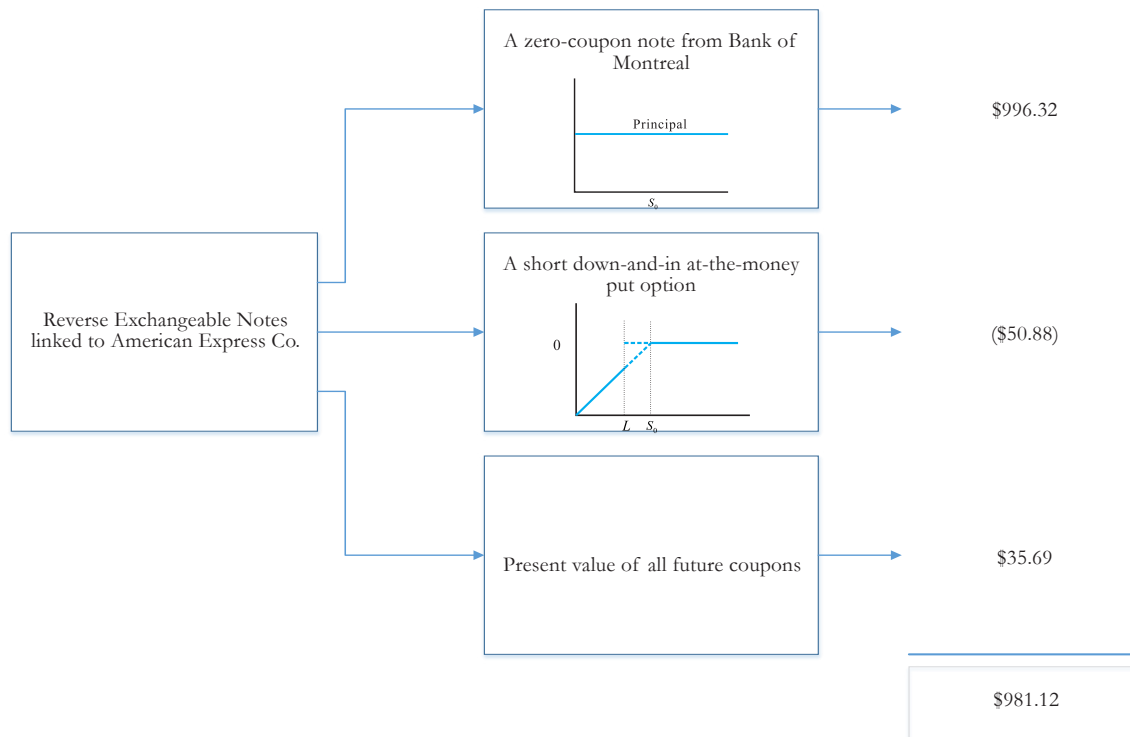 A zero-coupon note from Bank of
Montreal
Principal
S₀
$996.32
Reverse Exchangeable Notes
linked to American Express Co.
A short down-and-in at-the-money
put option
0
L S₀
($50.88)
Present value of all future coupons
$35.69
$981.12